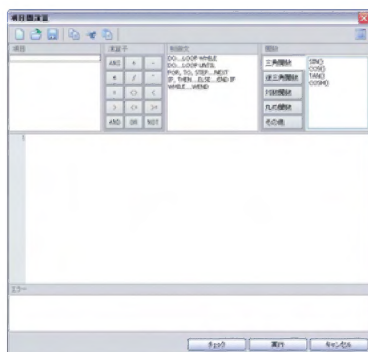 項目間演算
項目
演算子
制御文
関数
ANS + -
* / ^
= <> <
> <= >=
AND OR NOT
DO...LOOP WHILE
DO...LOOP UNTIL
FOR, TO, STEP...NEXT
IF, THEN...ELSE...END IF
WHILE...WEND
三角関数
逆三角関数
対数関数
丸め関数
その他
SIN()
COS()
TAN()
COSH()
1
エラー
チェック
実行
キャンセル